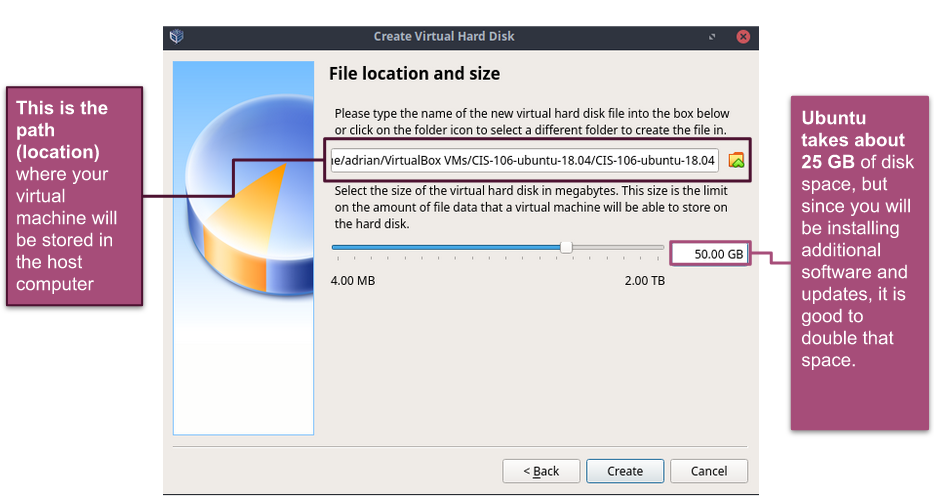 Create Virtual Hard Disk
This is the
path
(location)
where your
virtual
machine will
be stored in
the host
computer
File location and size
Please type the name of the new virtual hard disk file into the box below
or click on the folder icon to select a different folder to create the file in.
e/adrian/VirtualBox VMs/CIS-106-ubuntu-18.04/CIS-106-ubuntu-18.04
Select the size of the virtual hard disk in megabytes. This size is the limit
on the amount of file data that a virtual machine will be able to store on
the hard disk.
50.00 GB
4.00 MB
2.00 TB
< Back
Create
Cancel
Ubuntu
takes about
25 GB of disk
space, but
since you will
be installing
additional
software and
updates, it is
good to
double that
space.